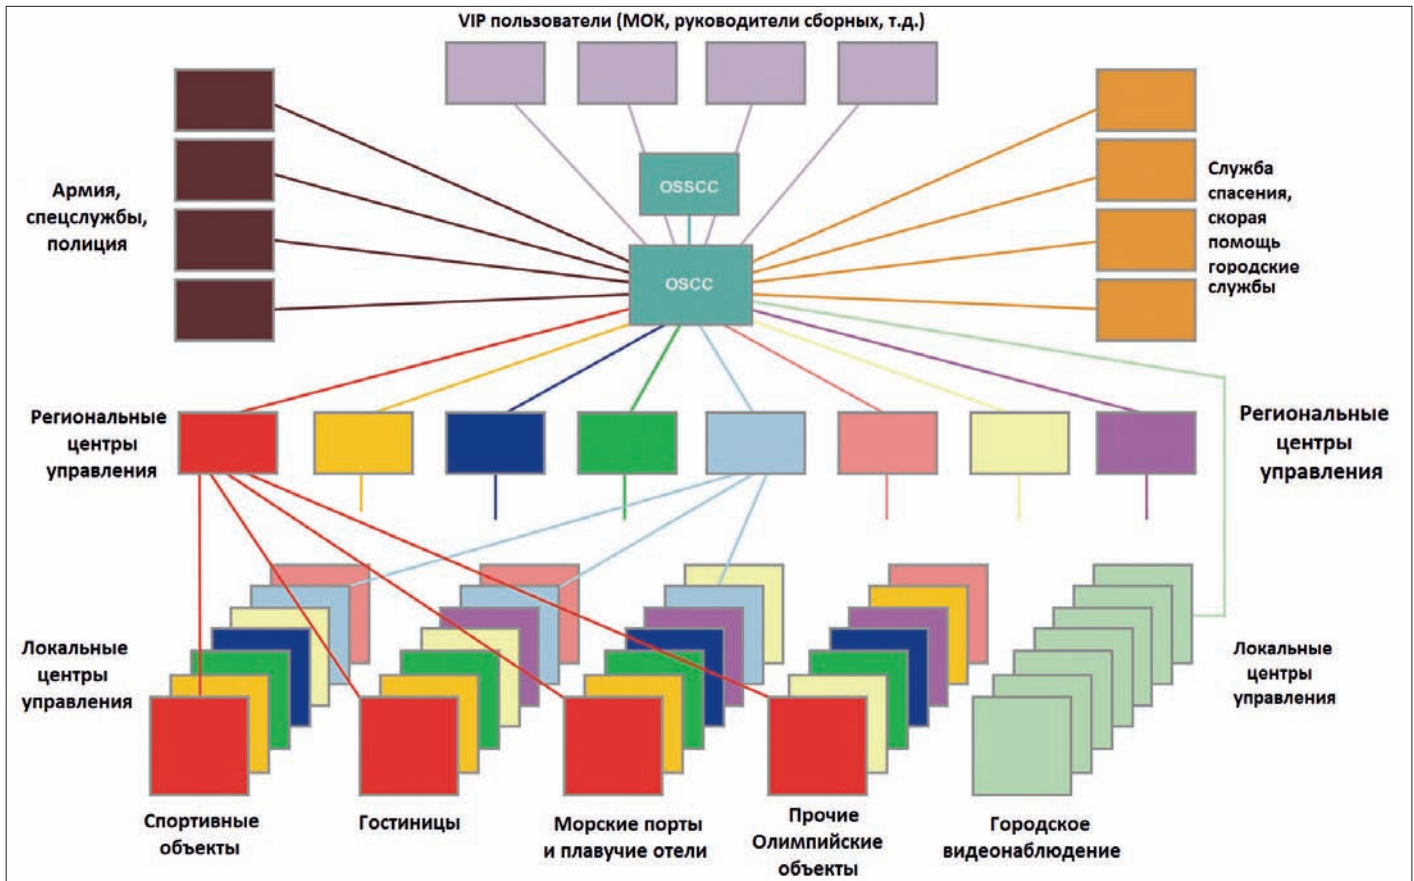 VIP пользователи (МОК, руководители сборных, т.д.)
Армия,
спецслужбы,
полиция
OSSCC
OSCC
Служба
спасения,
скорая
помощь
городские
службы
Региональные
центры
управления
Региональные
центры
управления
Локальные
центры
управления
Локальные
центры
управления
Спортивные
объекты
Гостиницы
Морские порты
и плавучие отели
Прочие
Олимпийские
объекты
Городское
видеонаблюдение